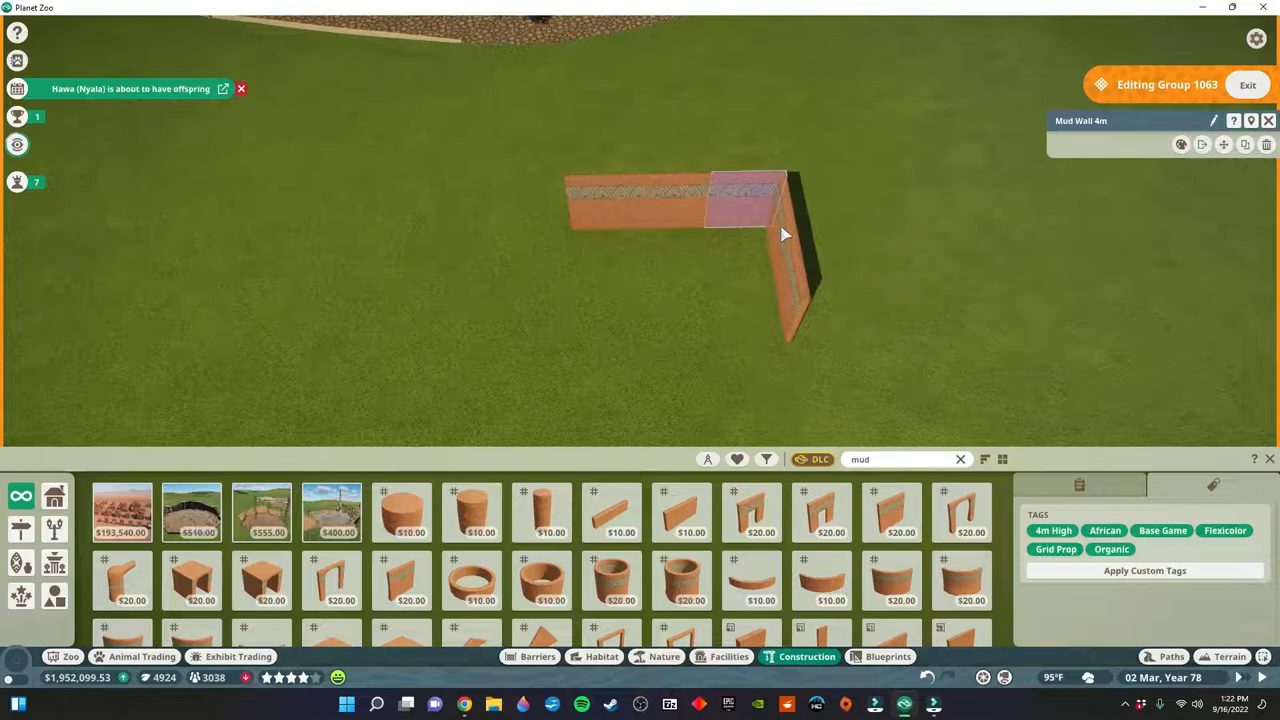 Planet Zoo
Hawa (Nyala) is about to have offspring
1
7
Editing Group 1063
Exit
Mud Wall 4m
DLC
mud
$193,540.00
$510.00
$555.00
$400.00
$10.00
$10.00
$10.00
$10.00
$10.00
$20.00
$20.00
$20.00
$20.00
$20.00
$20.00
$20.00
$20.00
$20.00
$10.00
$10.00
$20.00
$20.00
$10.00
$10.00
$20.00
$20.00
TAGS
4m High
African
Base Game
Flexicolor
Grid Prop
Organic
Apply Custom Tags
Zoo
Animal Trading
Exhibit Trading
Barriers
Habitat
Nature
Facilities
Construction
Blueprints
Paths
Terrain
$1,952,099.53
4924
3038
95°F
02 Mar, Year 78
1:22 PM
9/16/2022